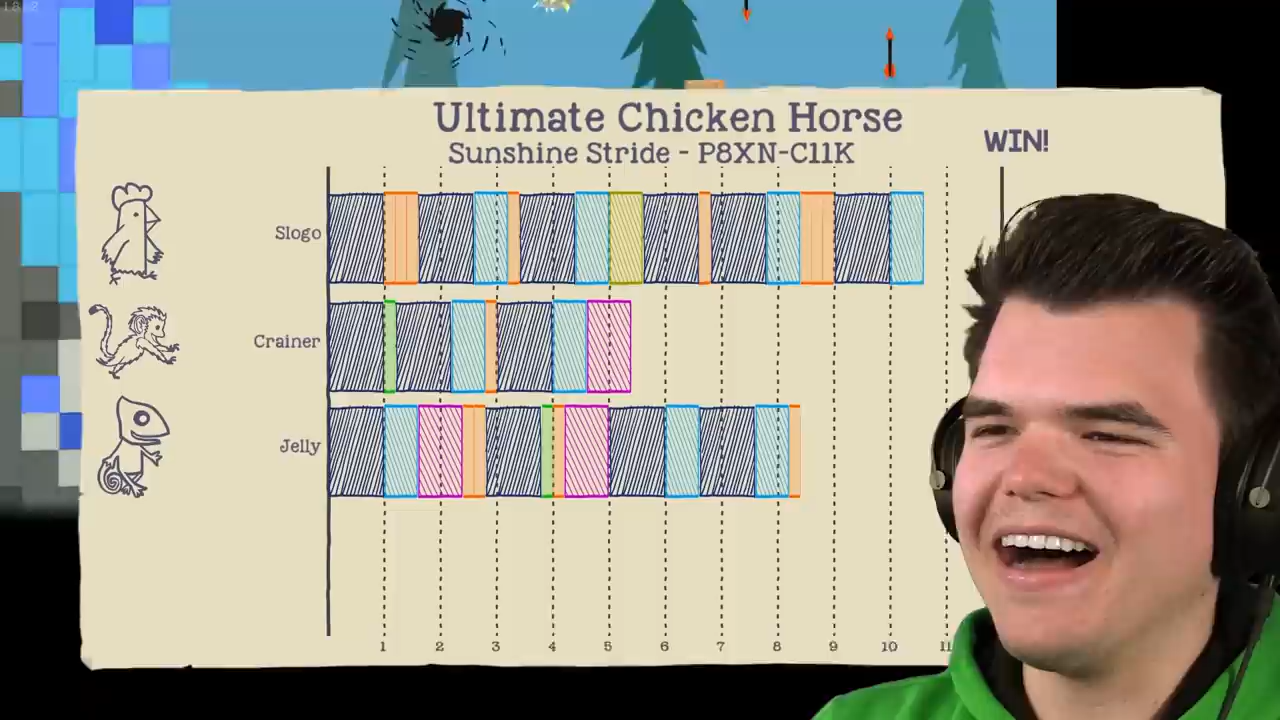 Ultimate Chicken Horse
Sunshine Stride - P8XN-C11K
WIN!
Slogo
Crainer
Jelly
1 2 3 4 5 6 7 8 9 10 11